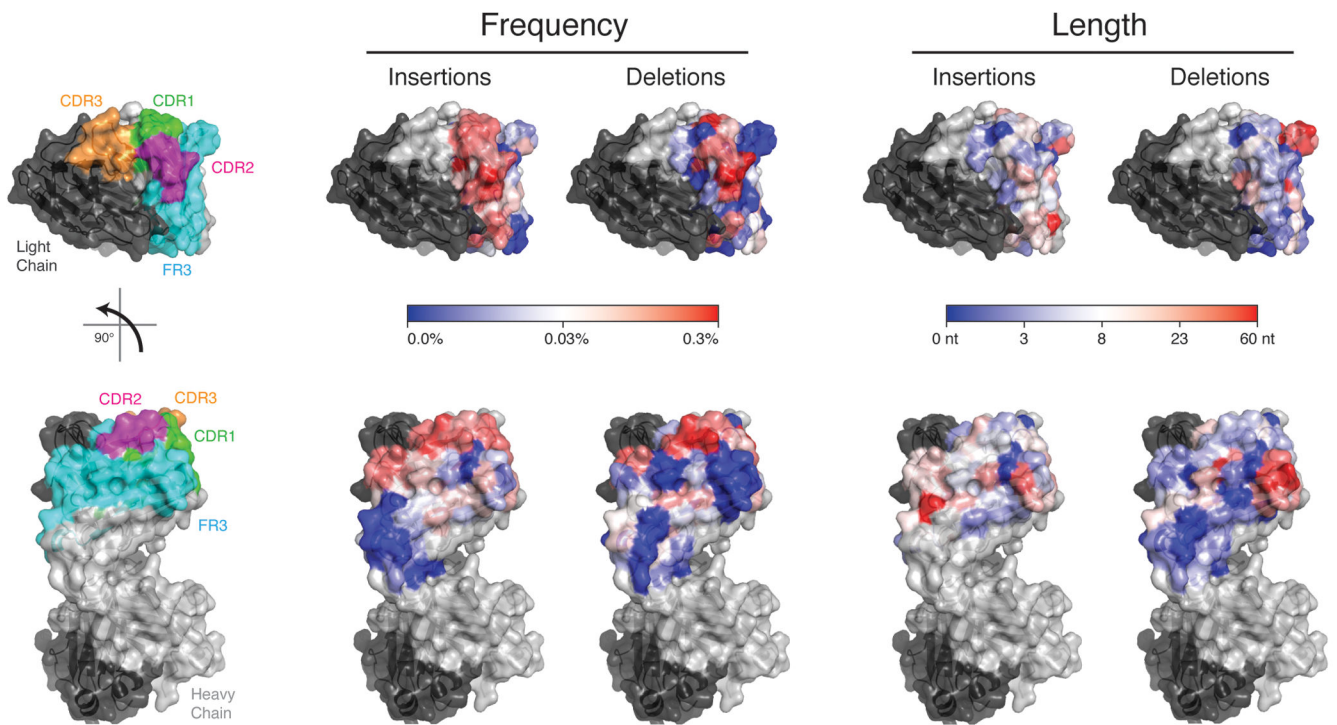 Frequency
Length
Insertions
Deletions
Insertions
Deletions
CDR3
CDR1
CDR2
Light
Chain
FR3
90°
0.0%
0.03%
0.3%
0 nt
3
8
23
60 nt
CDR2
CDR3
CDR1
FR3
Heavy
Chain